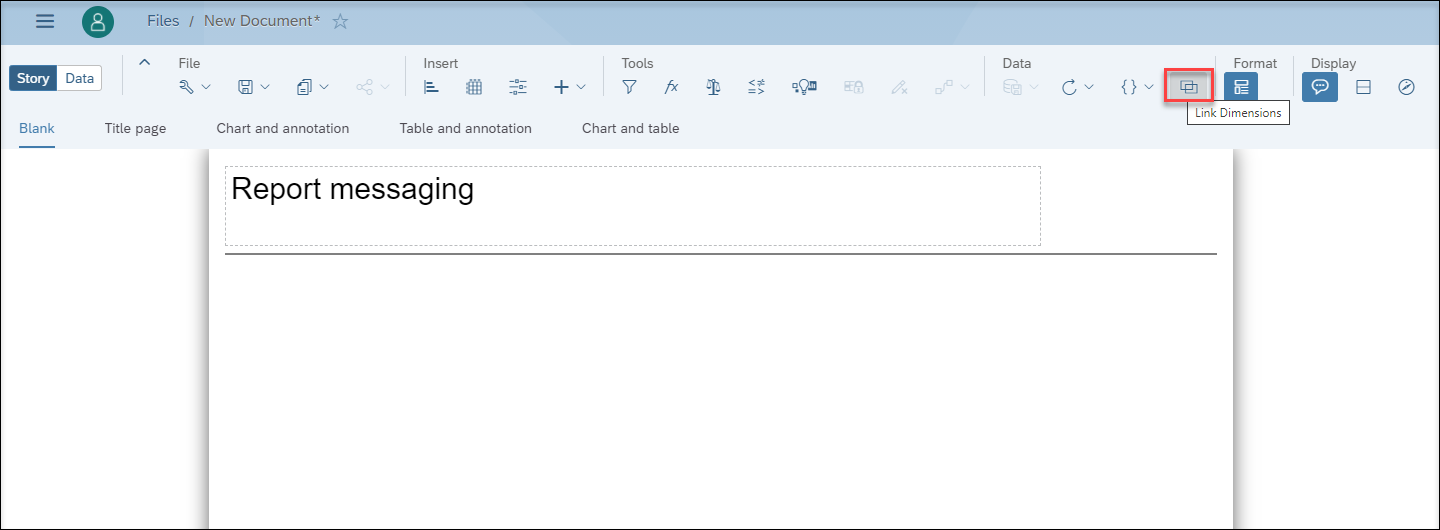 Files / New Document*
Story Data
File Insert Tools Data Format Display
Link Dimensions
Blank Title page Chart and annotation Table and annotation Chart and table
Report messaging